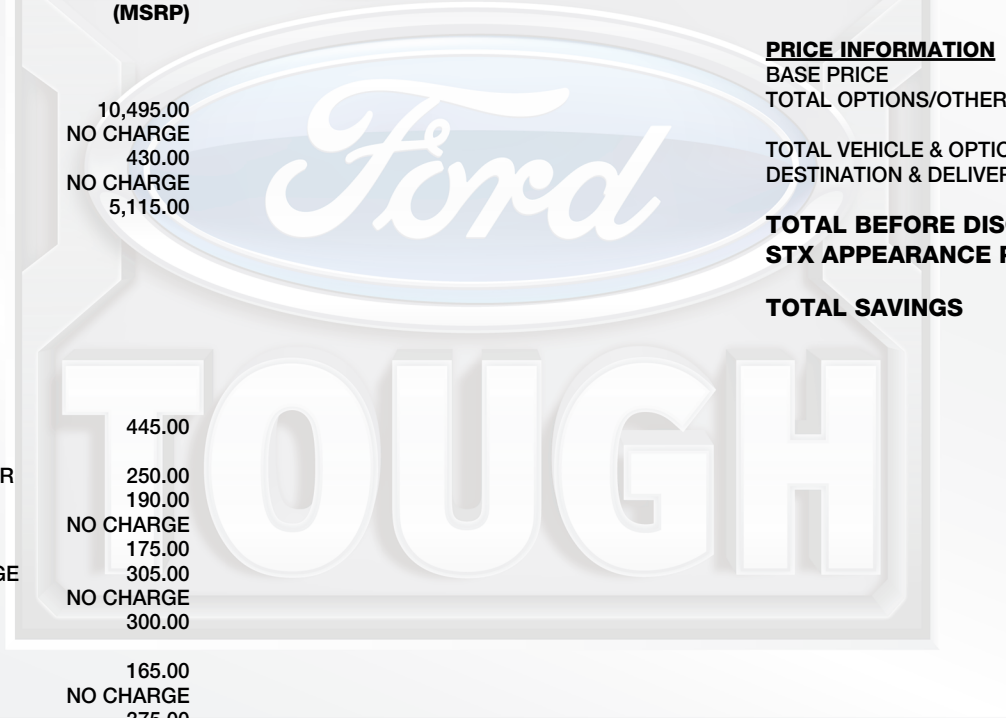 (MSRP)
10,495.00
NO CHARGE
430.00
NO CHARGE
5,115.00
445.00
R 250.00
190.00
NO CHARGE
175.00
GE 305.00
NO CHARGE
300.00
165.00
NO CHARGE
375.00
PRICE INFORMATION
BASE PRICE
TOTAL OPTIONS/OTHER
TOTAL VEHICLE & OPTIO
DESTINATION & DELIVER
TOTAL BEFORE DIS
STX APPEARANCE
TOTAL SAVINGS
Ford
TOUGH